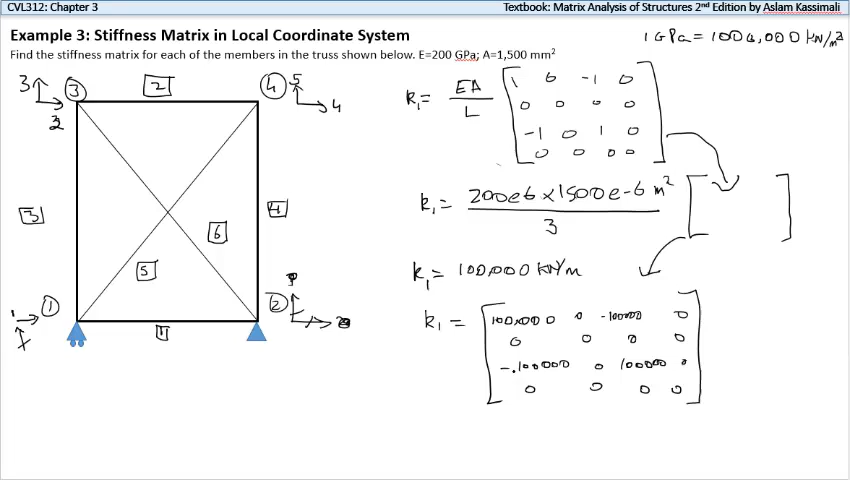 CVL312: Chapter 3
Textbook: Matrix Analysis of Structures 2nd Edition by Aslam Kassimali
Example 3: Stiffness Matrix in Local Coordinate System
Find the stiffness matrix for each of the members in the truss shown below. E=200 GPa; A=1,500 mm²
1 GPa = 1000,000 KN/m²
3
3
2
4
5
4
3
4
6
5
1
2
1
k₁ = EA/L
1 0 -1 0
0 0 0 0
-1 0 1 0
0 0 0 0
k₁ = 200e6 x 1500e-6 m² / 3
k₁ = 100,000 KN/m
k₁ =
100,000 0 0 -100000 0
0 0 0 0
-100000 0 100000 0
0 0 0 0